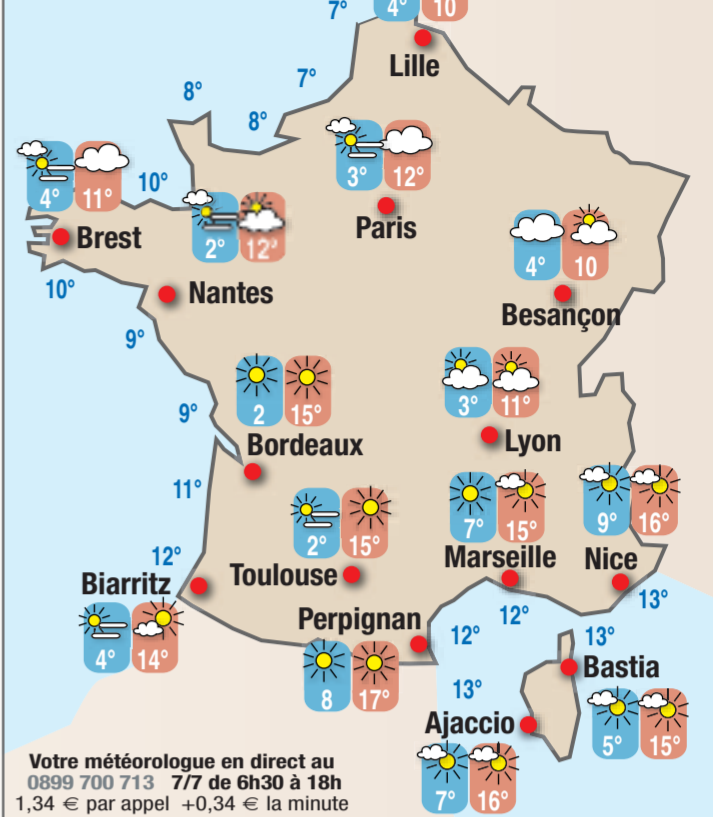 7° 4° 10
Lille
7°
8°
8°
3° 12°
Paris
4° 11°
10°
Brest
2° 12°
4° 10
Besançon
10°
Nantes
9°
2 15°
9°
Bordeaux
3° 11°
Lyon
11°
2° 15°
Toulouse
7° 15°
Marseille
9° 16°
Nice
12°
Biarritz
4° 14°
13°
12°
Perpignan
12°
8 17°
13°
Bastia
5° 15°
13°
Ajaccio
7° 16°
Votre météorologue en direct au
0899 700 713 7/7 de 6h30 à 18h
1,34 € par appel +0,34 € la minute